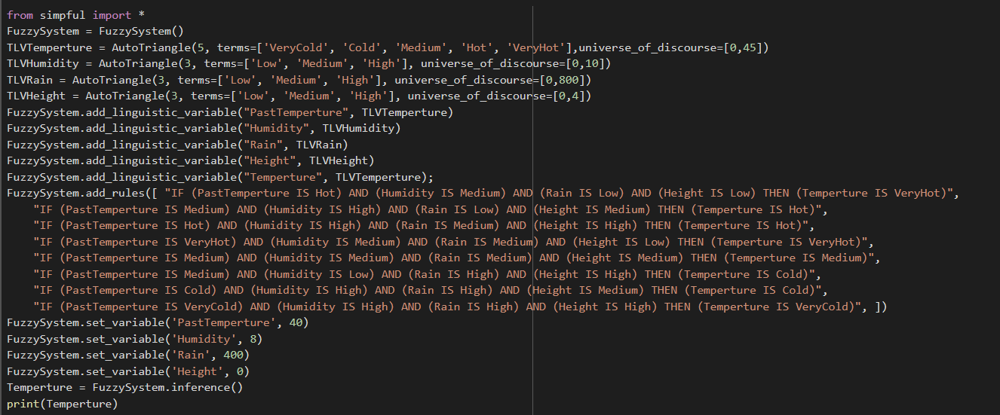 from simpful import *
FuzzySystem = FuzzySystem()
TLVTemperture = AutoTriangle(5, terms=['VeryCold', 'Cold', 'Medium', 'Hot', 'VeryHot'],universe_of_discourse=[0,45])
TLVHumidity = AutoTriangle(3, terms=['Low', 'Medium', 'High'], universe_of_discourse=[0,10])
TLVRain = AutoTriangle(3, terms=['Low', 'Medium', 'High'], universe_of_discourse=[0,800])
TLVHeight = AutoTriangle(3, terms=['Low', 'Medium', 'High'], universe_of_discourse=[0,4])
FuzzySystem.add_linguistic_variable("PastTemperture", TLVTemperture)
FuzzySystem.add_linguistic_variable("Humidity", TLVHumidity)
FuzzySystem.add_linguistic_variable("Rain", TLVRain)
FuzzySystem.add_linguistic_variable("Height", TLVHeight)
FuzzySystem.add_linguistic_variable("Temperture", TLVTemperture);
FuzzySystem.add_rules([ "IF (PastTemperture IS Hot) AND (Humidity IS Medium) AND (Rain IS Low) AND (Height IS Low) THEN (Temperture IS VeryHot)",
    "IF (PastTemperture IS Medium) AND (Humidity IS High) AND (Rain IS Low) AND (Height IS Medium) THEN (Temperture IS Hot)",
    "IF (PastTemperture IS Hot) AND (Humidity IS High) AND (Rain IS Medium) AND (Height IS High) THEN (Temperture IS Hot)",
    "IF (PastTemperture IS VeryHot) AND (Humidity IS Medium) AND (Rain IS Medium) AND (Height IS Low) THEN (Temperture IS VeryHot)",
    "IF (PastTemperture IS Medium) AND (Humidity IS Medium) AND (Rain IS Medium) AND (Height IS Medium) THEN (Temperture IS Medium)",
    "IF (PastTemperture IS Medium) AND (Humidity IS Low) AND (Rain IS High) AND (Height IS High) THEN (Temperture IS Cold)",
    "IF (PastTemperture IS Cold) AND (Humidity IS High) AND (Rain IS High) AND (Height IS Medium) THEN (Temperture IS Cold)",
    "IF (PastTemperture IS VeryCold) AND (Humidity IS High) AND (Rain IS High) AND (Height IS High) THEN (Temperture IS VeryCold)", ])
FuzzySystem.set_variable('PastTemperture', 40)
FuzzySystem.set_variable('Humidity', 8)
FuzzySystem.set_variable('Rain', 400)
FuzzySystem.set_variable('Height', 0)
Temperture = FuzzySystem.inference()
print(Temperture)